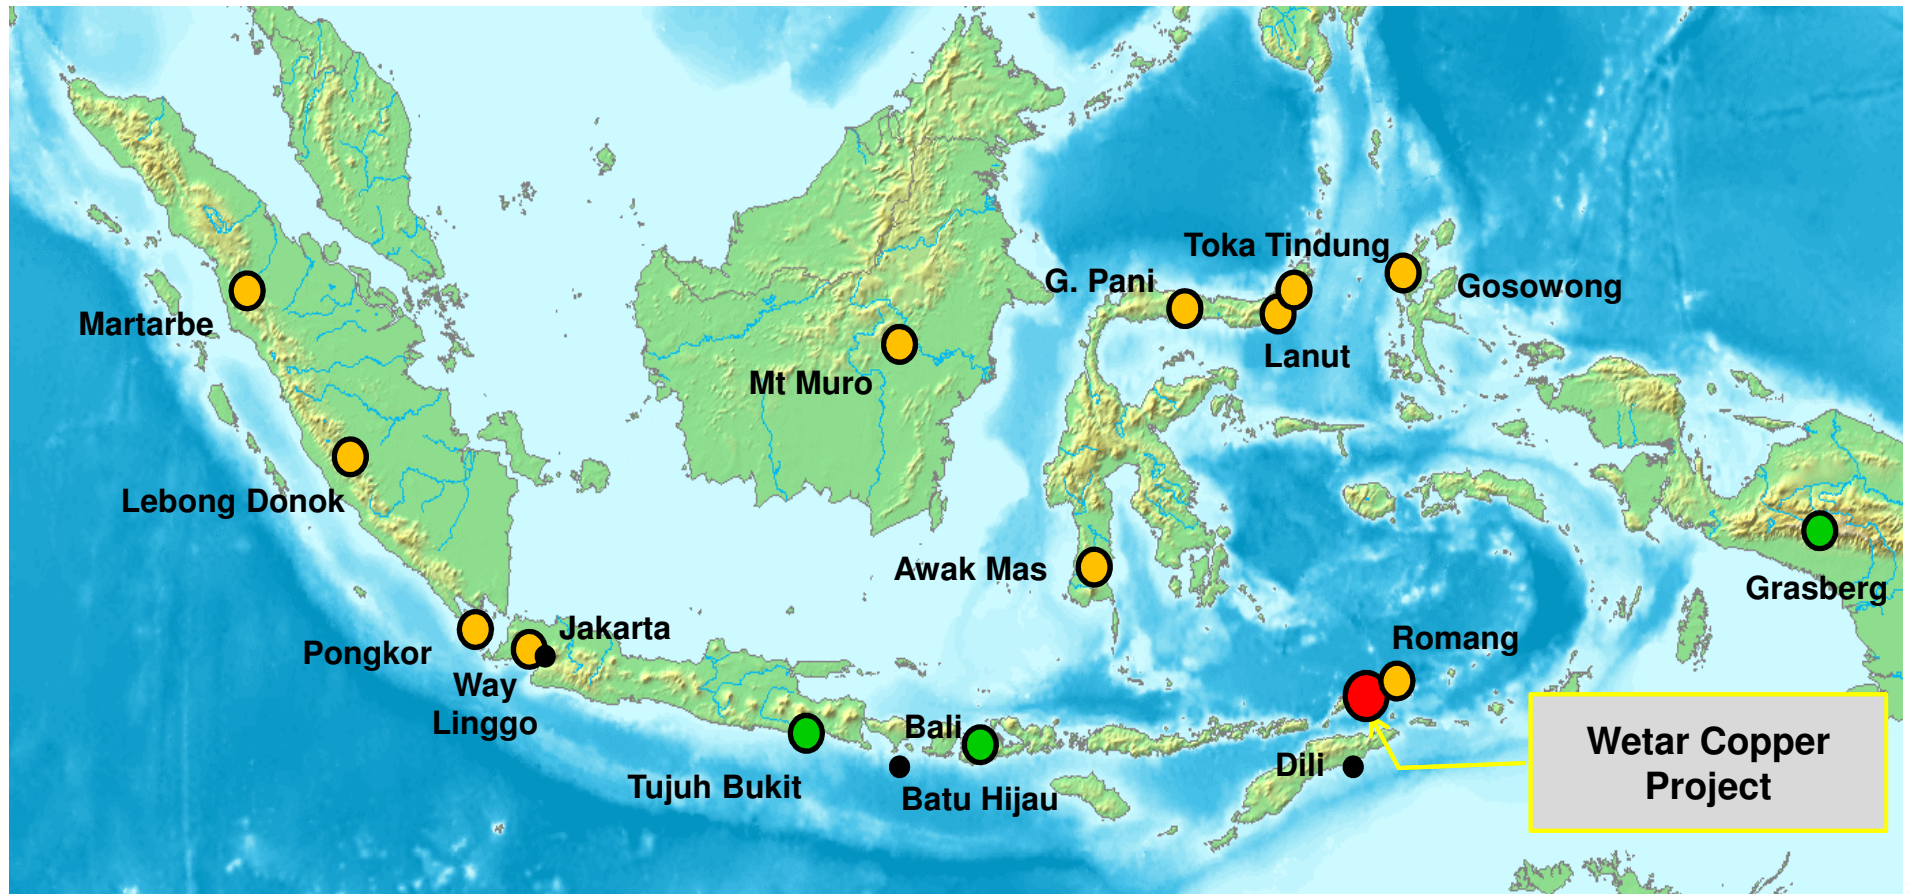 Toka Tindung
G. Pani
Gosowong
Martarbe
Lanut
Mt Muro
Lebong Donok
Awak Mas
Grasberg
Jakarta
Romang
Pongkor
Way
Linggo
Bali
Wetar Copper
Project
Dili
Tujuh Bukit
Batu Hijau